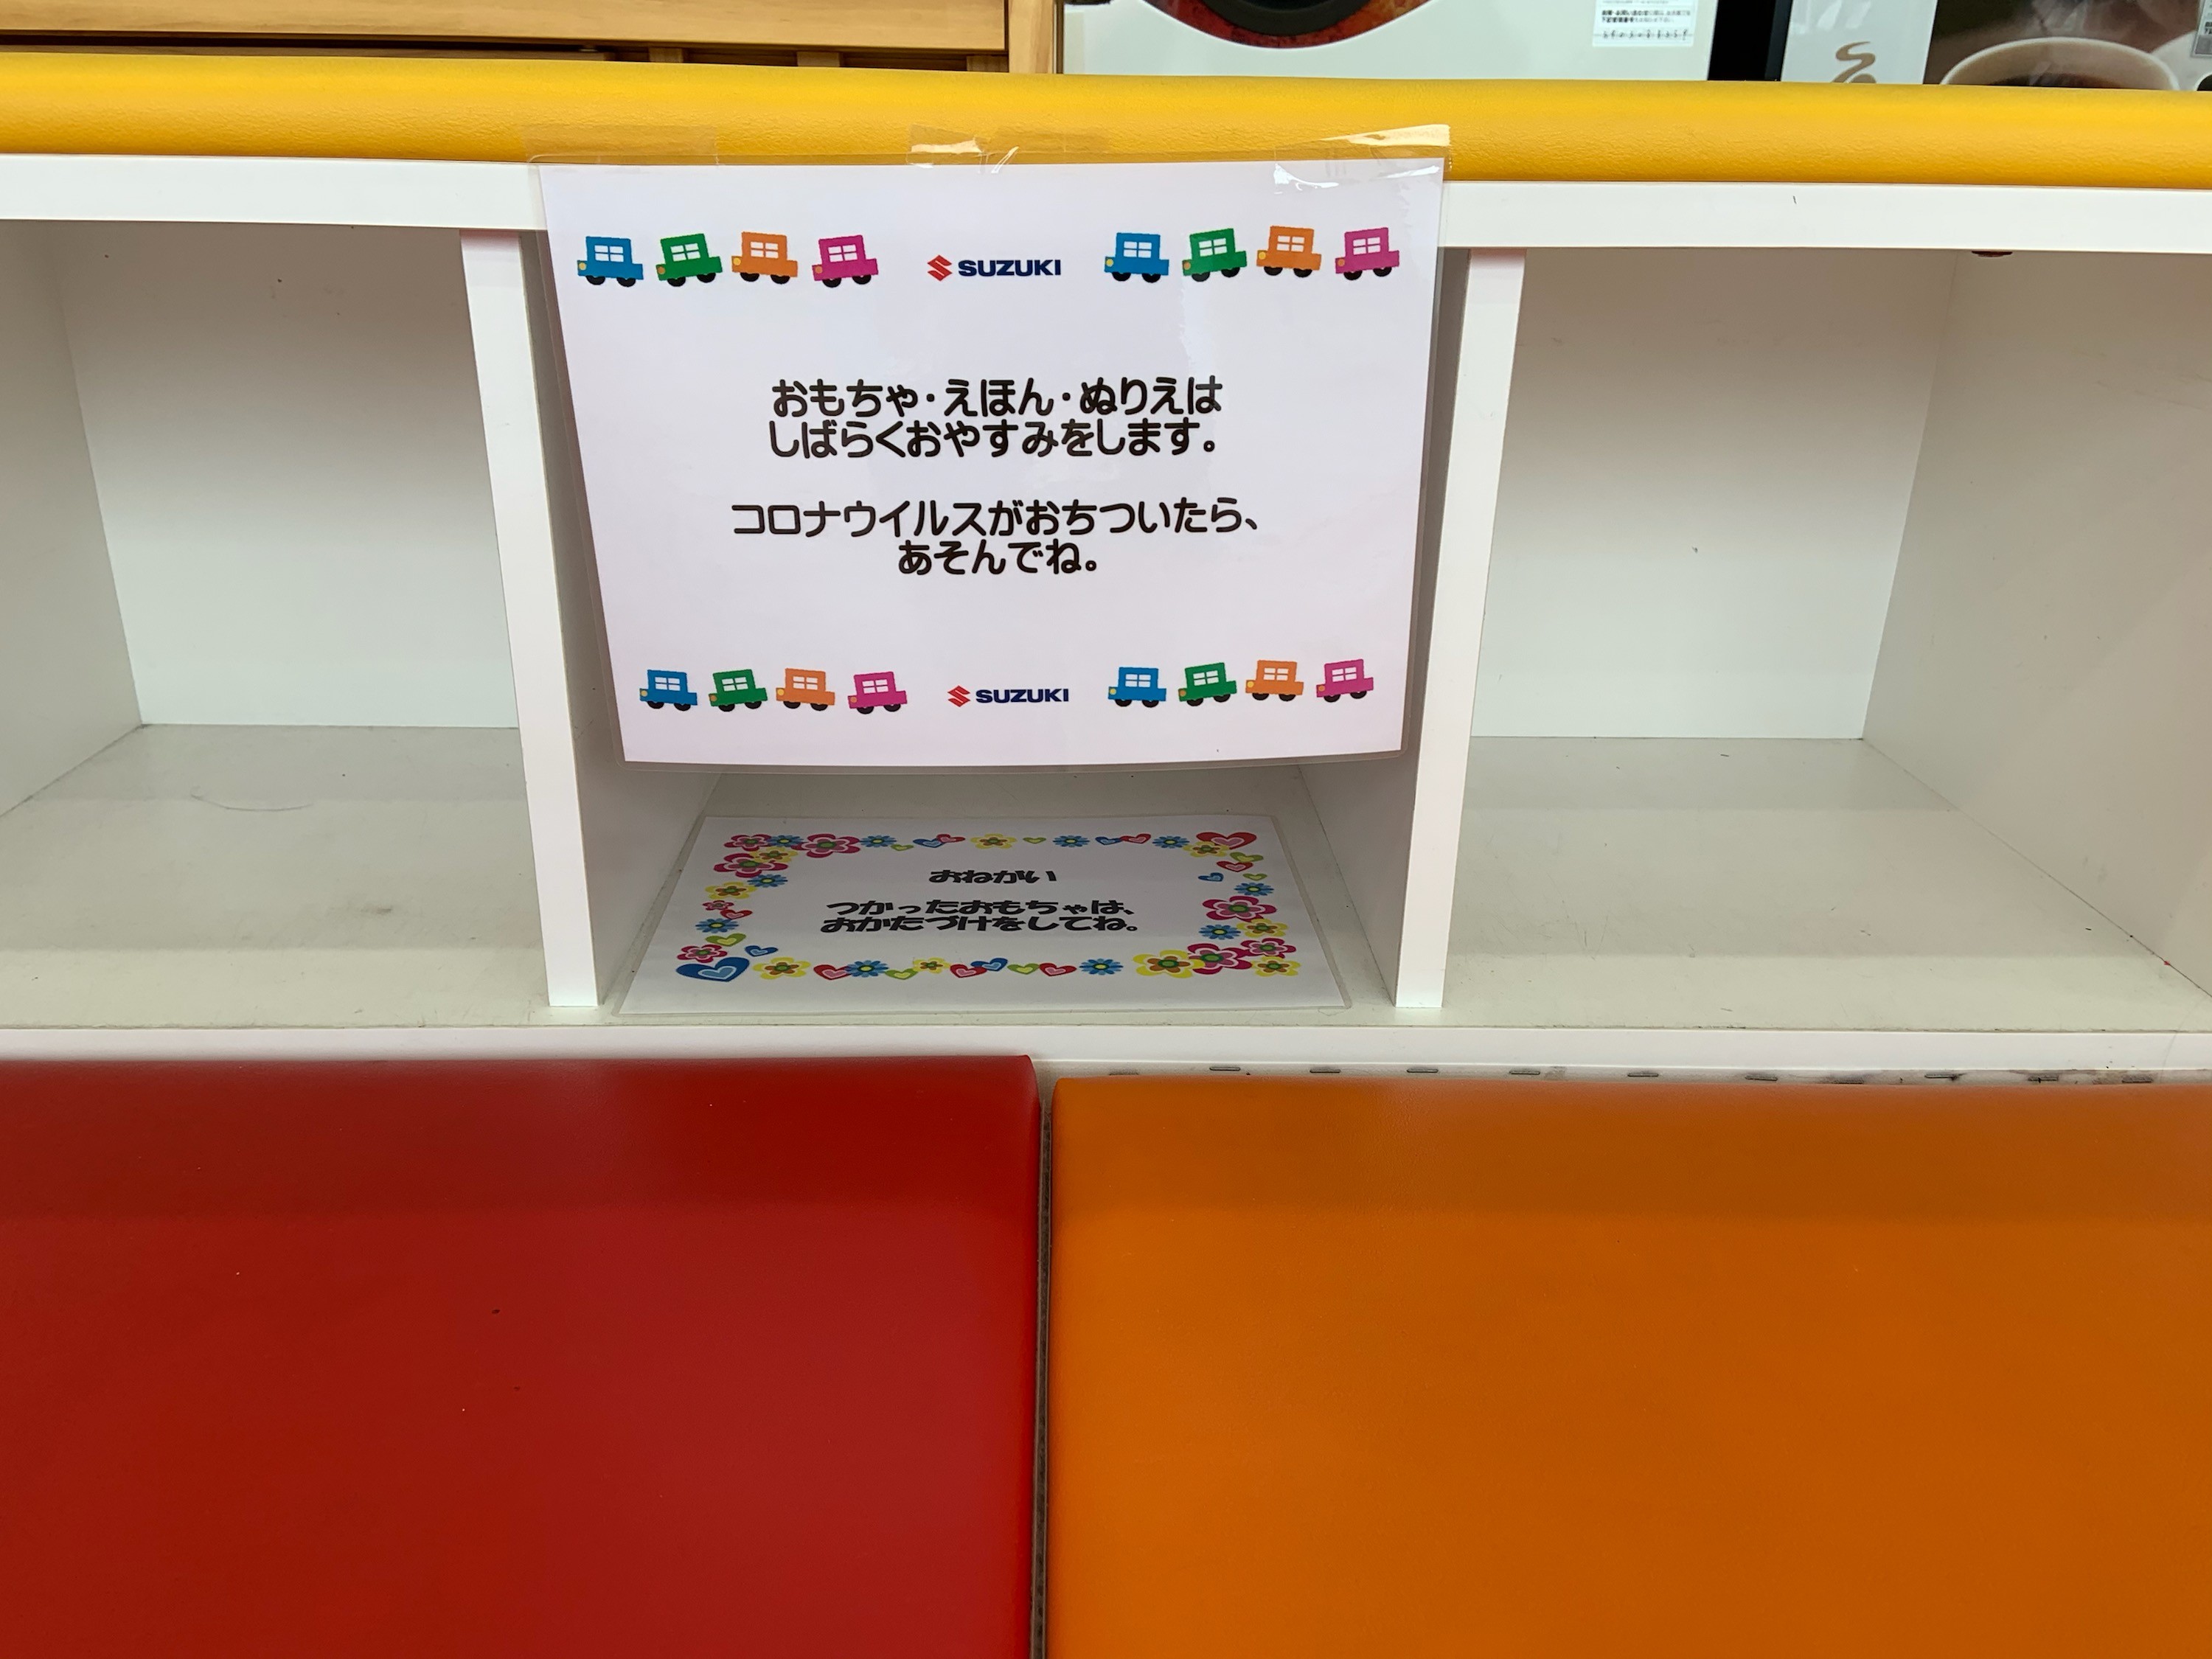 SUZUKI
おもちゃ・えほん・ぬりえは
しばらくおやすみをします。
コロナウイルスがおちついたら、
あそんでね。
SUZUKI
おねがい
つかったおもちゃは、
おかたづけをしてね。